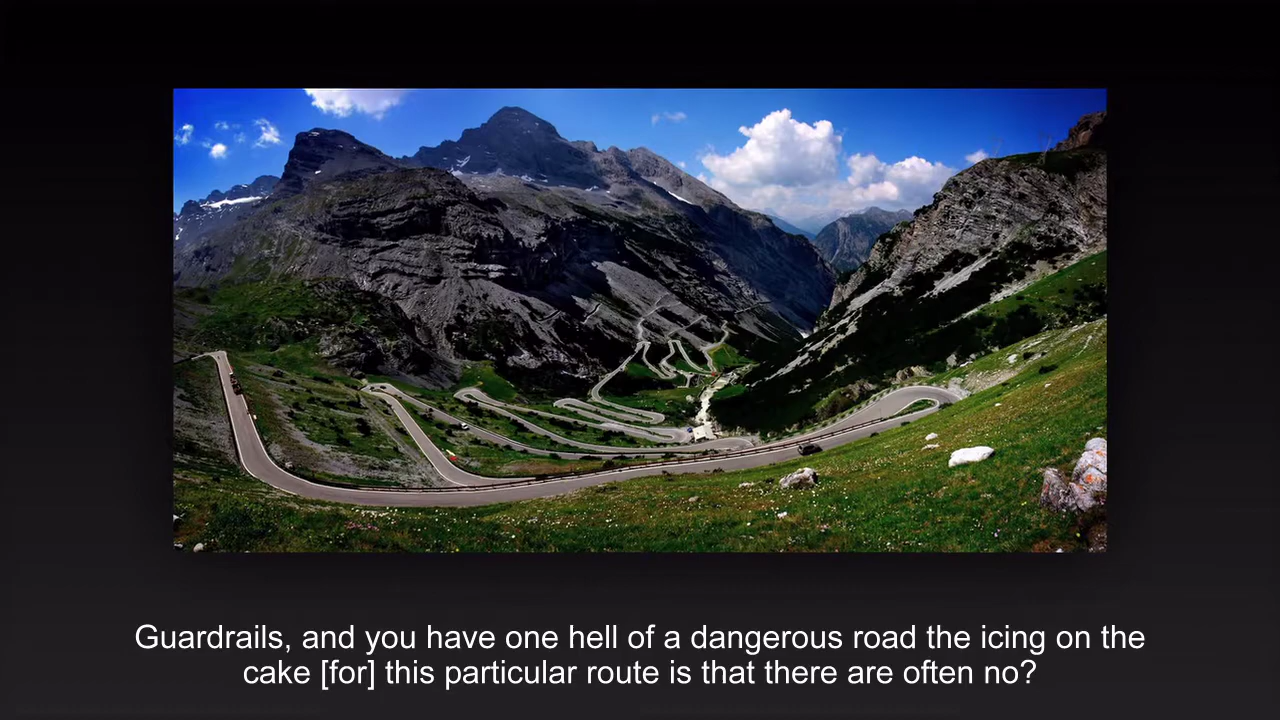 Guardrails, and you have one hell of a dangerous road the icing on the
cake [for] this particular route is that there are often no?